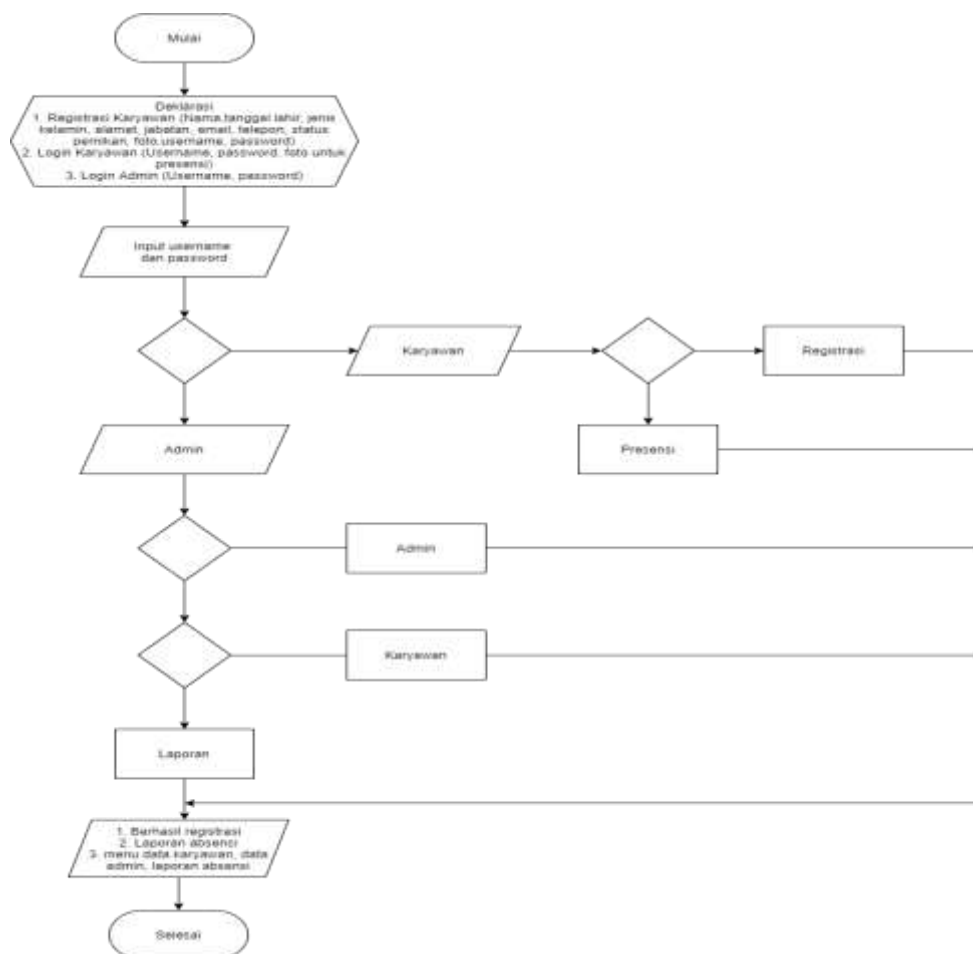 Mulai
Deklarasi
1. Registrasi Karyawan (Nama,tanggal lahir, jenis
kelamin, alamat, jabatan, email, telepon, status
pernikan, foto,username, password)
2. Login Karyawan (Username, password, foto untuk
presensi)
3. Login Admin (Username, password)
Input username
dan password
Karyawan
Registrasi
Admin
Presensi
Admin
Karyawan
Laporan
1. Berhasil registrasi
2. Laporan absenci
3. menu data karyawan, data
admin, laporan absensi
Selesai